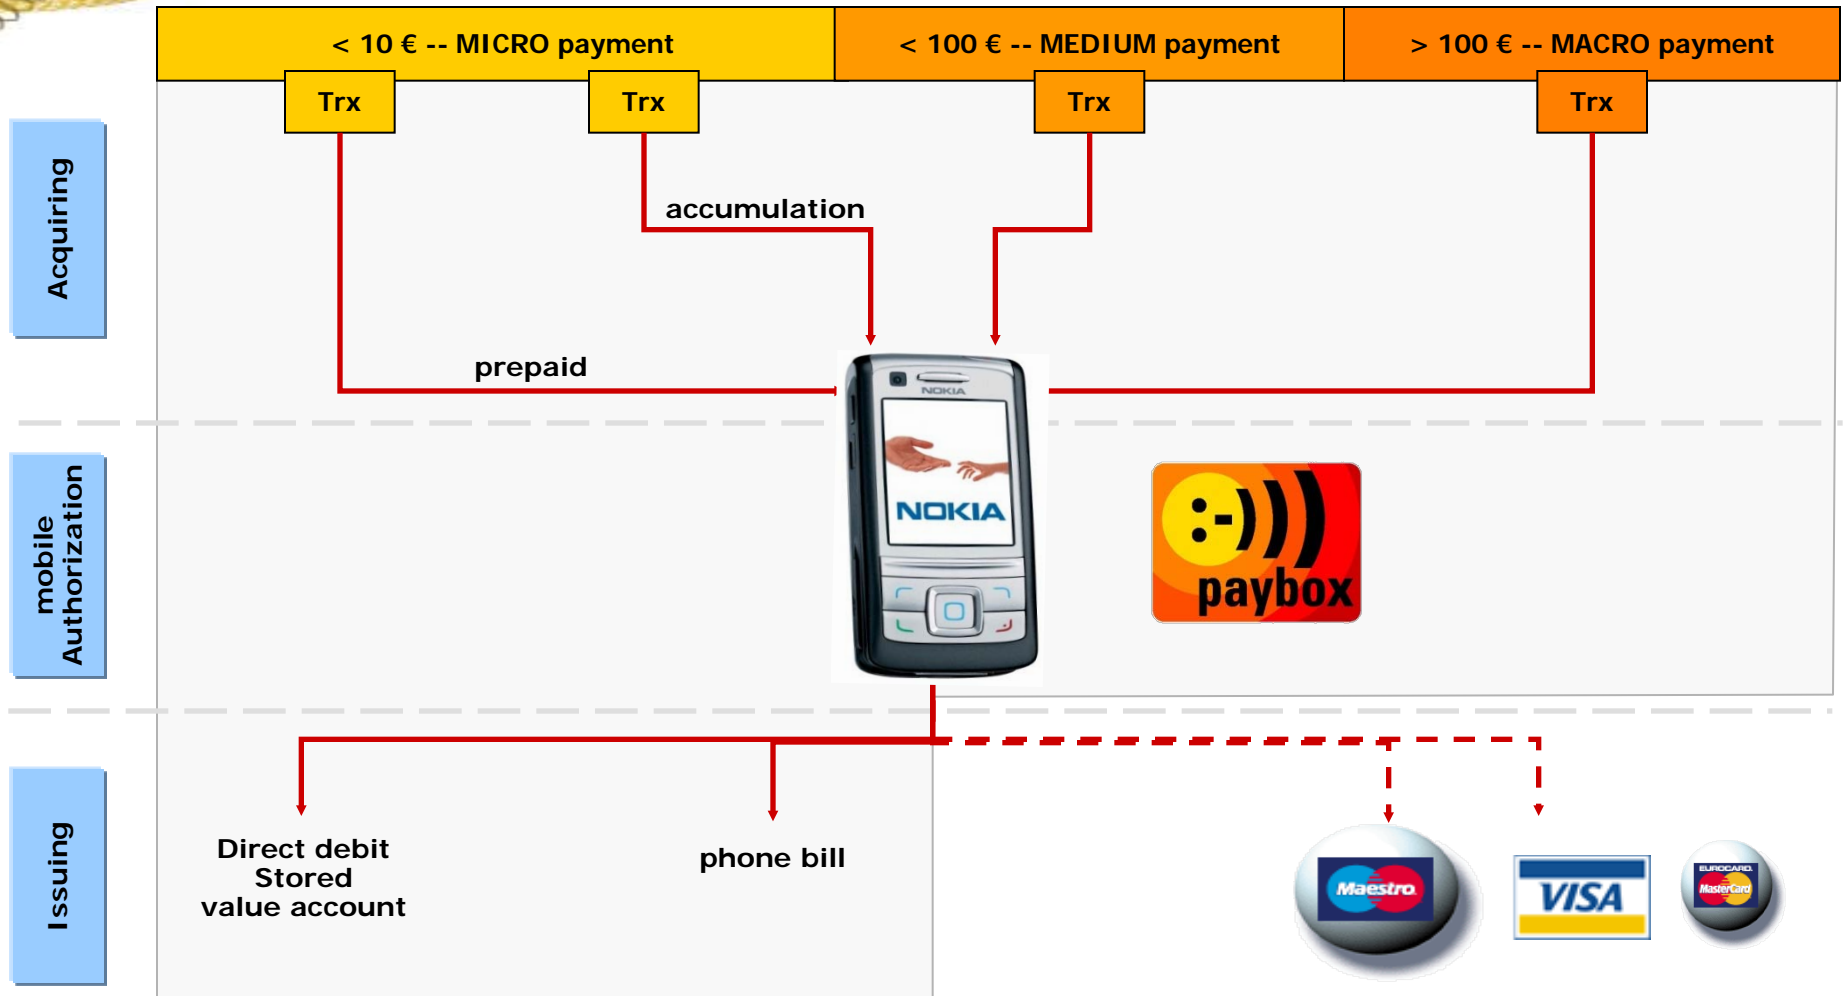 < 10 € -- MICRO payment
< 100 € -- MEDIUM payment
> 100 € -- MACRO payment
Trx
Trx
Trx
Trx
Acquiring
accumulation
prepaid
NOKIA
NOKIA
mobile
Authorization
:-)))
paybox
Issuing
Direct debit
Stored
value account
phone bill
Maestro
VISA
EUROCARD
MasterCard